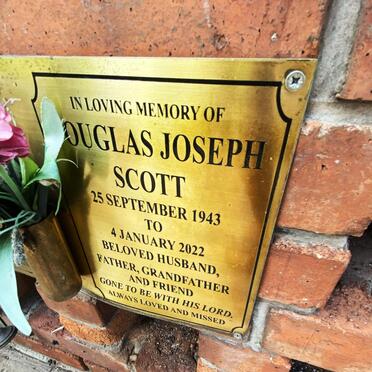 IN LOVING MEMORY OF
DOUGLAS JOSEPH
SCOTT
25 SEPTEMBER 1943
TO
4 JANUARY 2022
BELOVED HUSBAND,
FATHER, GRANDFATHER
AND FRIEND
GONE TO BE WITH HIS LORD.
ALWAYS LOVED AND MISSED